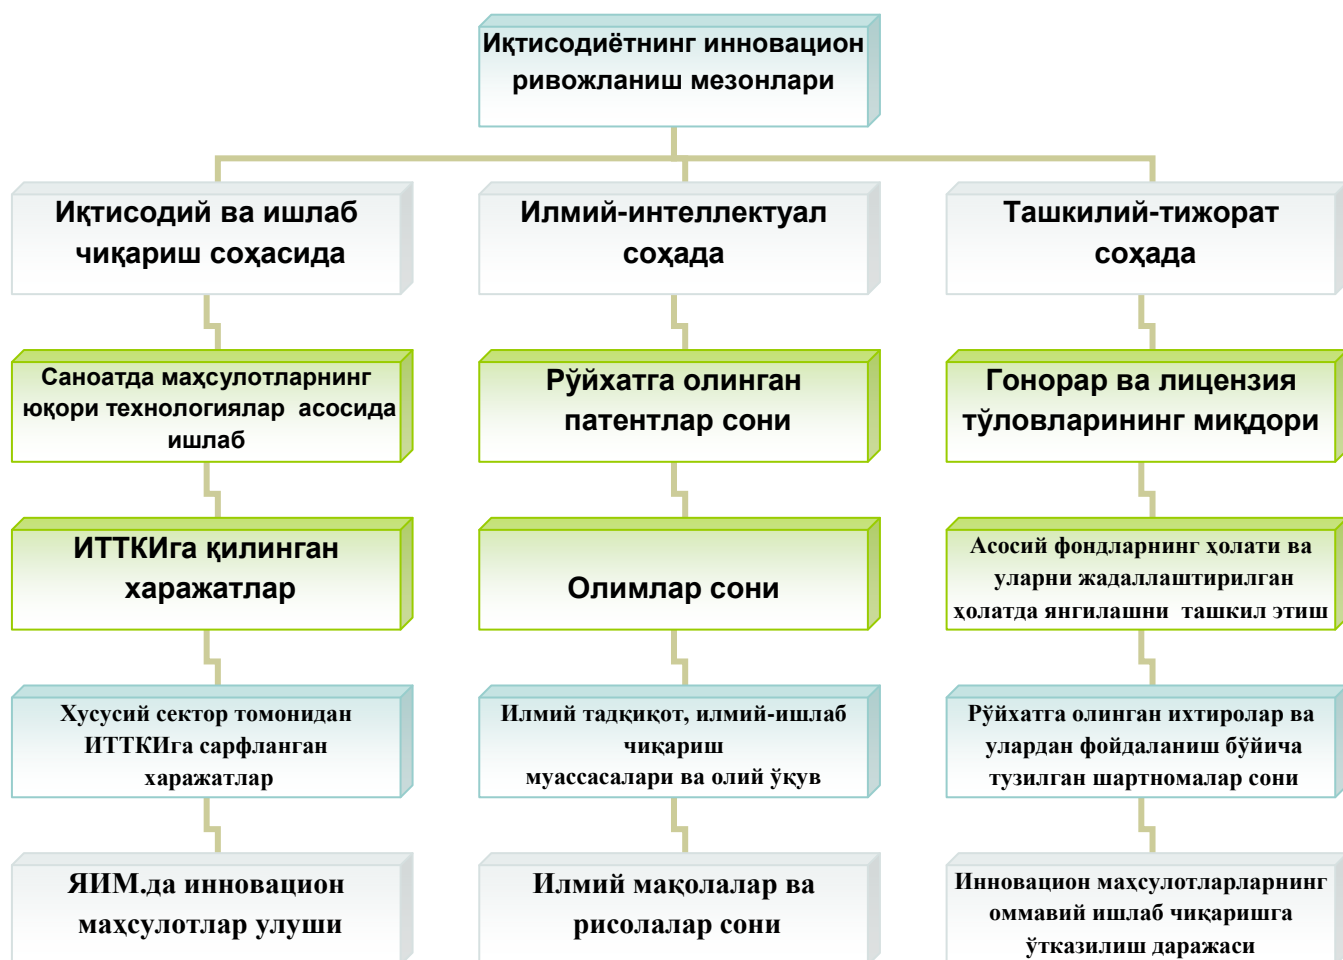 Иқтисодиётнинг инновацион
ривожланиш мезонлари
Иқтисодий ва ишлаб
чиқариш соҳасида
Илмий-интеллектуал
соҳада
Ташкилий-тижорат
соҳада
Саноатда маҳсулотларнинг
юқори технологиялар асосида
ишлаб
Рўйхатга олинган
патентлар сони
Гонорар ва лицензия
тўловларининг миқдори
ИТТКИга қилинган
харажатлар
Олимлар сони
Асосий фондларнинг ҳолати ва
уларни жадаллаштирилган
ҳолатда янгилашни ташкил этиш
Хусусий сектор томонидан
ИТТКИга сарфланган
харажатлар
Илмий тадқиқот, илмий-ишлаб
чиқариш
муассасалари ва олий ўқув
Рўйхатга олинган ихтиролар ва
улардан фойдаланиш бўйича
тузилган шартномалар сони
ЯИМ.да инновацион
маҳсулотлар улуши
Илмий мақолалар ва
рисолалар сони
Инновацион маҳсулотларларнинг
оммавий ишлаб чиқаришга
ўтказилиш даражаси